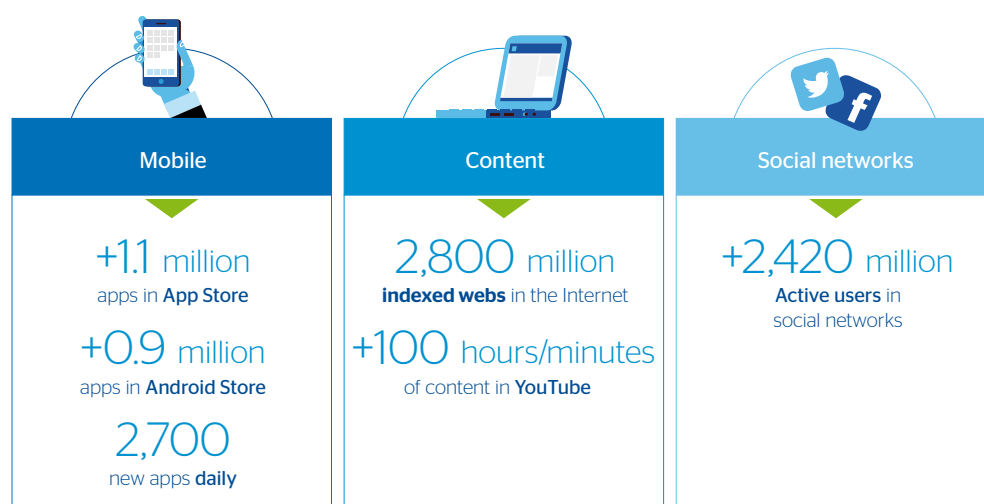 Mobile
+1.1 million
apps in App Store
+0.9 million
apps in Android Store
2,700
new apps daily
Content
2,800 million
indexed webs in the Internet
+100 hours/minutes
of content in YouTube
Social networks
+2,420 million
Active users in
social networks